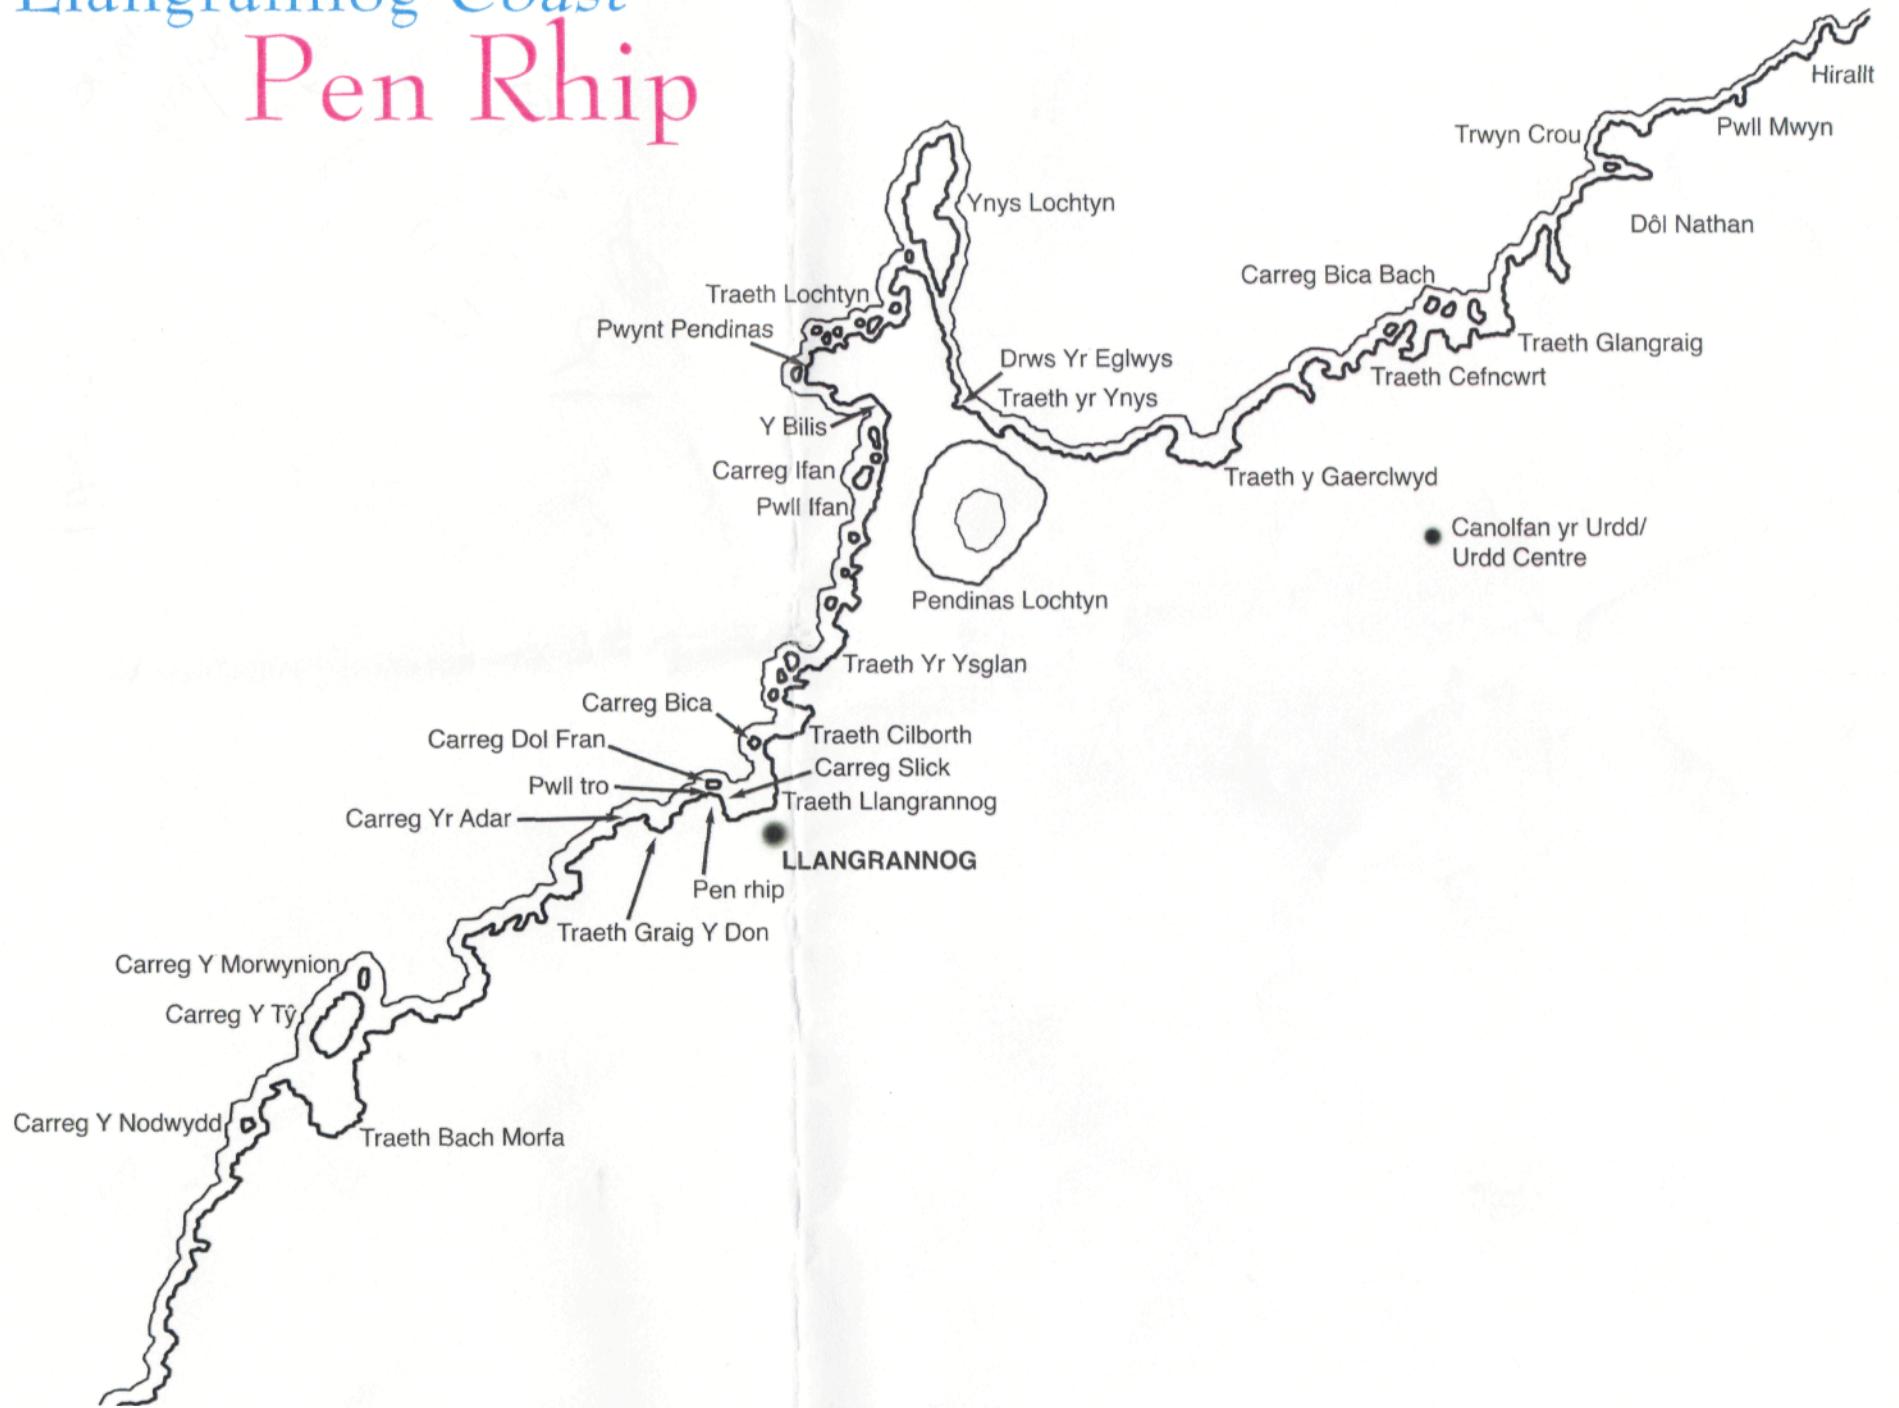 Llangrannog Coast
Pen Rhip
Hirallt
Pwll Mwyn
Trwyn Crou
Ynys Lochtyn
Dôl Nathan
Carreg Bica Bach
Traeth Lochtyn
Pwynt Pendinas
Traeth Glangraig
Drws Yr Eglwys
Traeth Cefncwrt
Traeth yr Ynys
Y Bilis
Carreg Ifan
Traeth y Gaerclwyd
Pwll Ifan
Canolfan yr Urdd/
Urdd Centre
Pendinas Lochtyn
Traeth Yr Ysglan
Carreg Bica
Carreg Dol Fran
Traeth Cilborth
Carreg Slick
Pwll tro
Traeth Llangrannog
Carreg Yr Adar
LLANGRANNOG
Pen rhip
Traeth Graig Y Don
Carreg Y Morwynion
Carreg Y Tŷ
Carreg Y Nodwydd
Traeth Bach Morfa